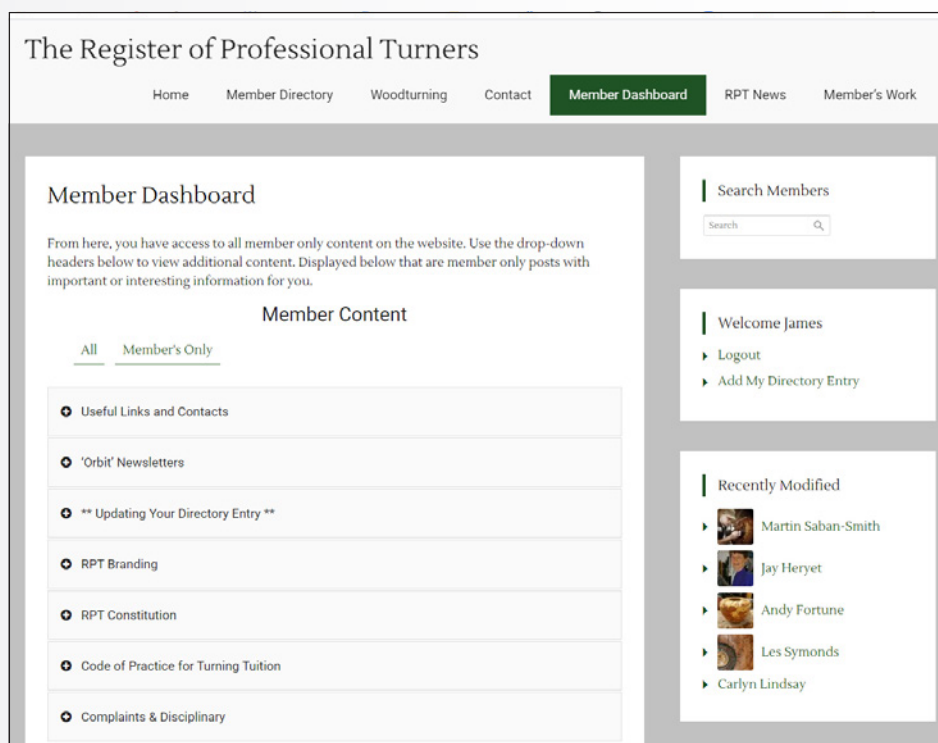 The Register of Professional Turners
Home Member Directory Woodturning Contact Member Dashboard RPT News Member's Work
Member Dashboard
From here, you have access to all member only content on the website. Use the drop-down
headers below to view additional content. Displayed below that are member only posts with
important or interesting information for you.
Member Content
All Member's Only
Useful Links and Contacts
'Orbit' Newsletters
** Updating Your Directory Entry **
RPT Branding
RPT Constitution
Code of Practice for Turning Tuition
Complaints & Disciplinary
Search Members
Search
Welcome James
Logout
Add My Directory Entry
Recently Modified
Martin Saban-Smith
Jay Heryet
Andy Fortune
Les Symonds
Carlyn Lindsay